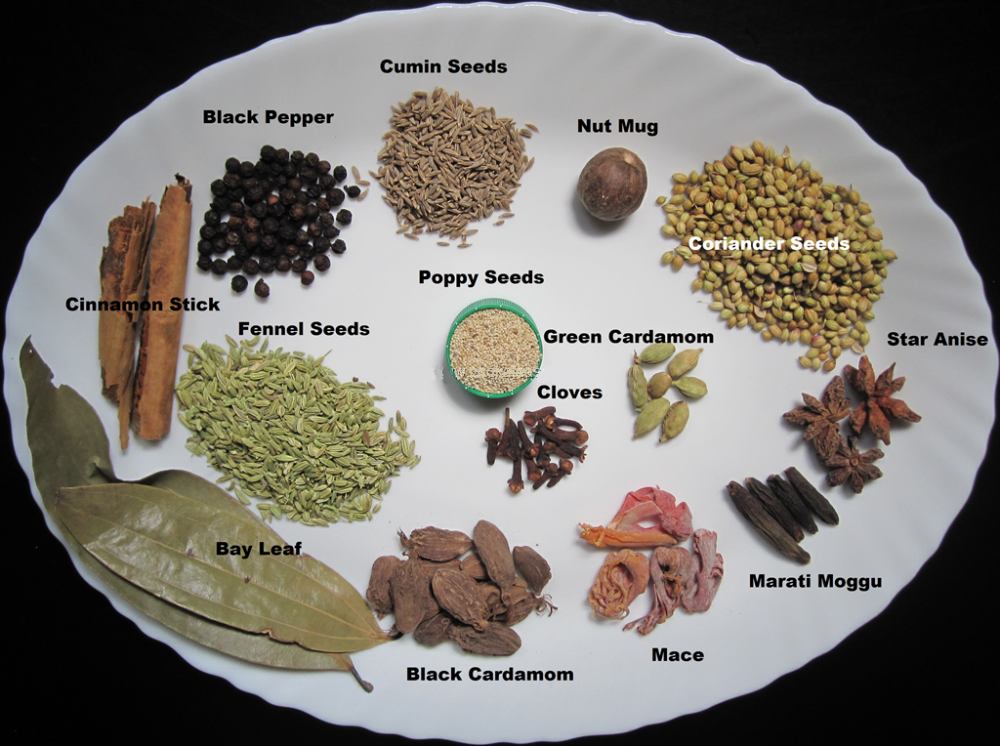 Cumin Seeds
Black Pepper
Nut Mug
Coriander Seeds
Poppy Seeds
Cinnamon Stick
Fennel Seeds
Green Cardamom
Star Anise
Cloves
Bay Leaf
Marati Moggu
Mace
Black Cardamom